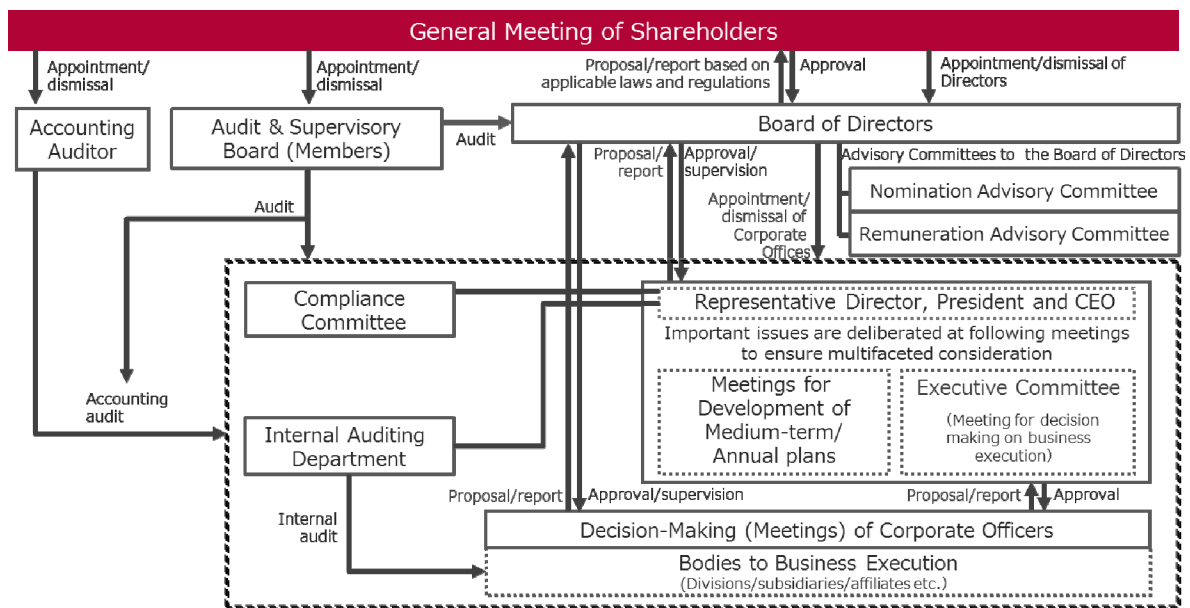 General Meeting of Shareholders
Appointment/
dismissal
Appointment/
dismissal
Proposal/report based on
applicable laws and regulations
Approval
Appointment/dismissal of
Directors
Accounting
Auditor
Audit & Supervisory
Board (Members)
Audit
Board of Directors
Proposal/
report
Approval/
supervision
Advisory Committees to the Board of Directors
Nomination Advisory Committee
Remuneration Advisory Committee
Appointment/
dismissal of
Corporate
Offices
Audit
Compliance
Committee
Representative Director, President and CEO
Important issues are deliberated at following meetings
to ensure multifaceted consideration
Meetings for
Development of
Medium-term/
Annual plans
Executive Committee
(Meeting for decision
making on business
execution)
Accounting
audit
Internal Auditing
Department
Proposal/report
Approval/supervision
Proposal/report
Approval
Internal
audit
Decision-Making (Meetings) of Corporate Officers
Bodies to Business Execution
(Divisions/subsidiaries/affiliates etc.)